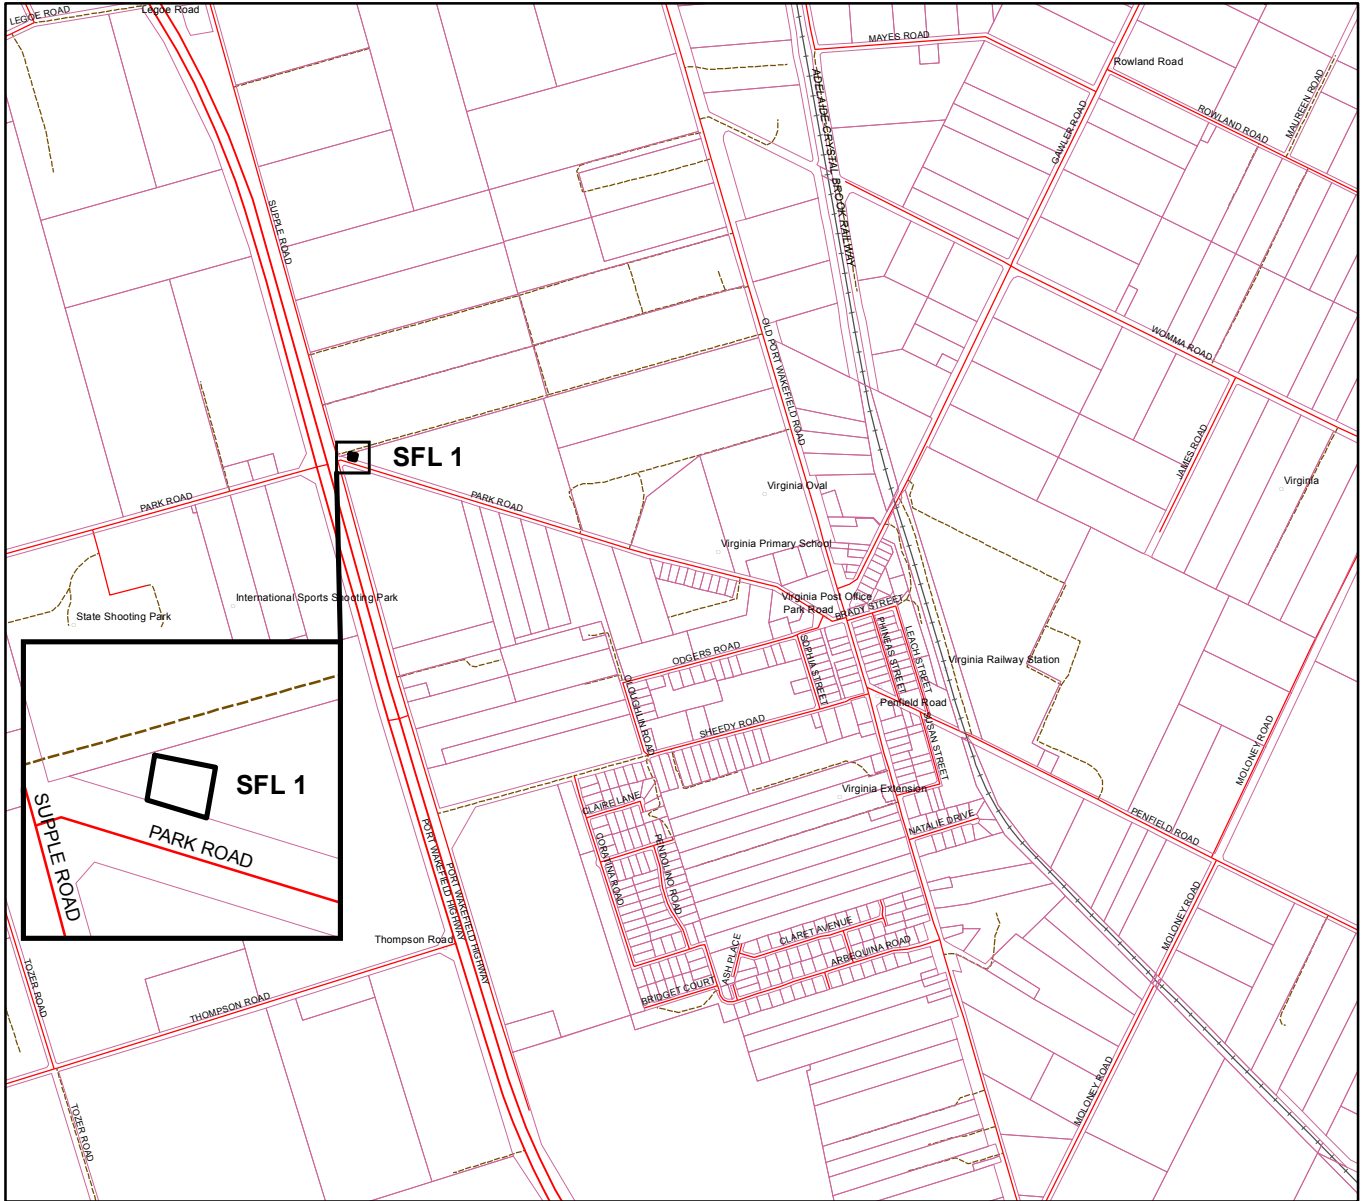 LEGOE ROAD
Legoe Road
MAYES ROAD
Rowland Road
ADELAIDE-CRYSTAL BROOK RAILWAY
GAWLER ROAD
ROWLAND ROAD
MAUREEN ROAD
SUPPLE ROAD
OLD PORT WAKEFIELD ROAD
WOMMA ROAD
JAMES ROAD
SFL 1
PARK ROAD
PARK ROAD
Virginia Oval
Virginia
Virginia Primary School
International Sports Shooting Park
State Shooting Park
Virginia Post Office
Park Road
BRADY STREET
PHINEAS STREET
LEACH STREET
SOPHIA STREET
ODGERS ROAD
Virginia Railway Station
OLOUGHLIN ROAD
Penfield Road
SUSAN STREET
SHEEDY ROAD
MOLONEY ROAD
Virginia Extension
SFL 1
SUPPLE ROAD
PARK ROAD
CLAIRE LANE
NATALIE DRIVE
PENFIELD ROAD
CORATINA ROAD
PENDOLINO ROAD
PORT WAKEFIELD HIGHWAY
PORT WAKEFIELD HIGHWAY
Thompson Road
CLARET AVENUE
ARBEQUINA ROAD
ASH PLACE
BRIDGET COURT
MOLONEY ROAD
TOZER ROAD
THOMPSON ROAD
TOZER ROAD
MOLONEY ROAD